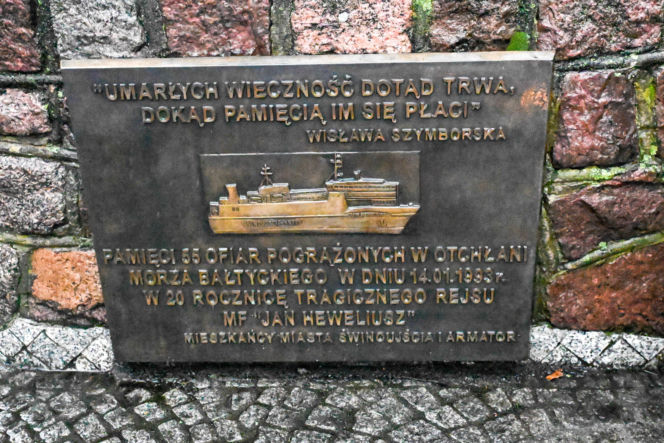 "UMARŁYCH WIECZNOŚĆ DOTĄD TRWA,
DOKĄD PAMIĘCIĄ IM SIĘ PŁACI"
WISŁAWA SZYMBORSKA
PAMIĘCI 55 OFIAR POGRĄŻONYCH W OTCHŁANI
MORZA BAŁTYCKIEGO W DNIU 14.01.1993r.
W 20 ROCZNICĘ TRAGICZNEGO REJSU
MF "JAN HEWELIUSZ"
MIESZKAŃCY MIASTA ŚWINOUJŚCIA I ARMATOR